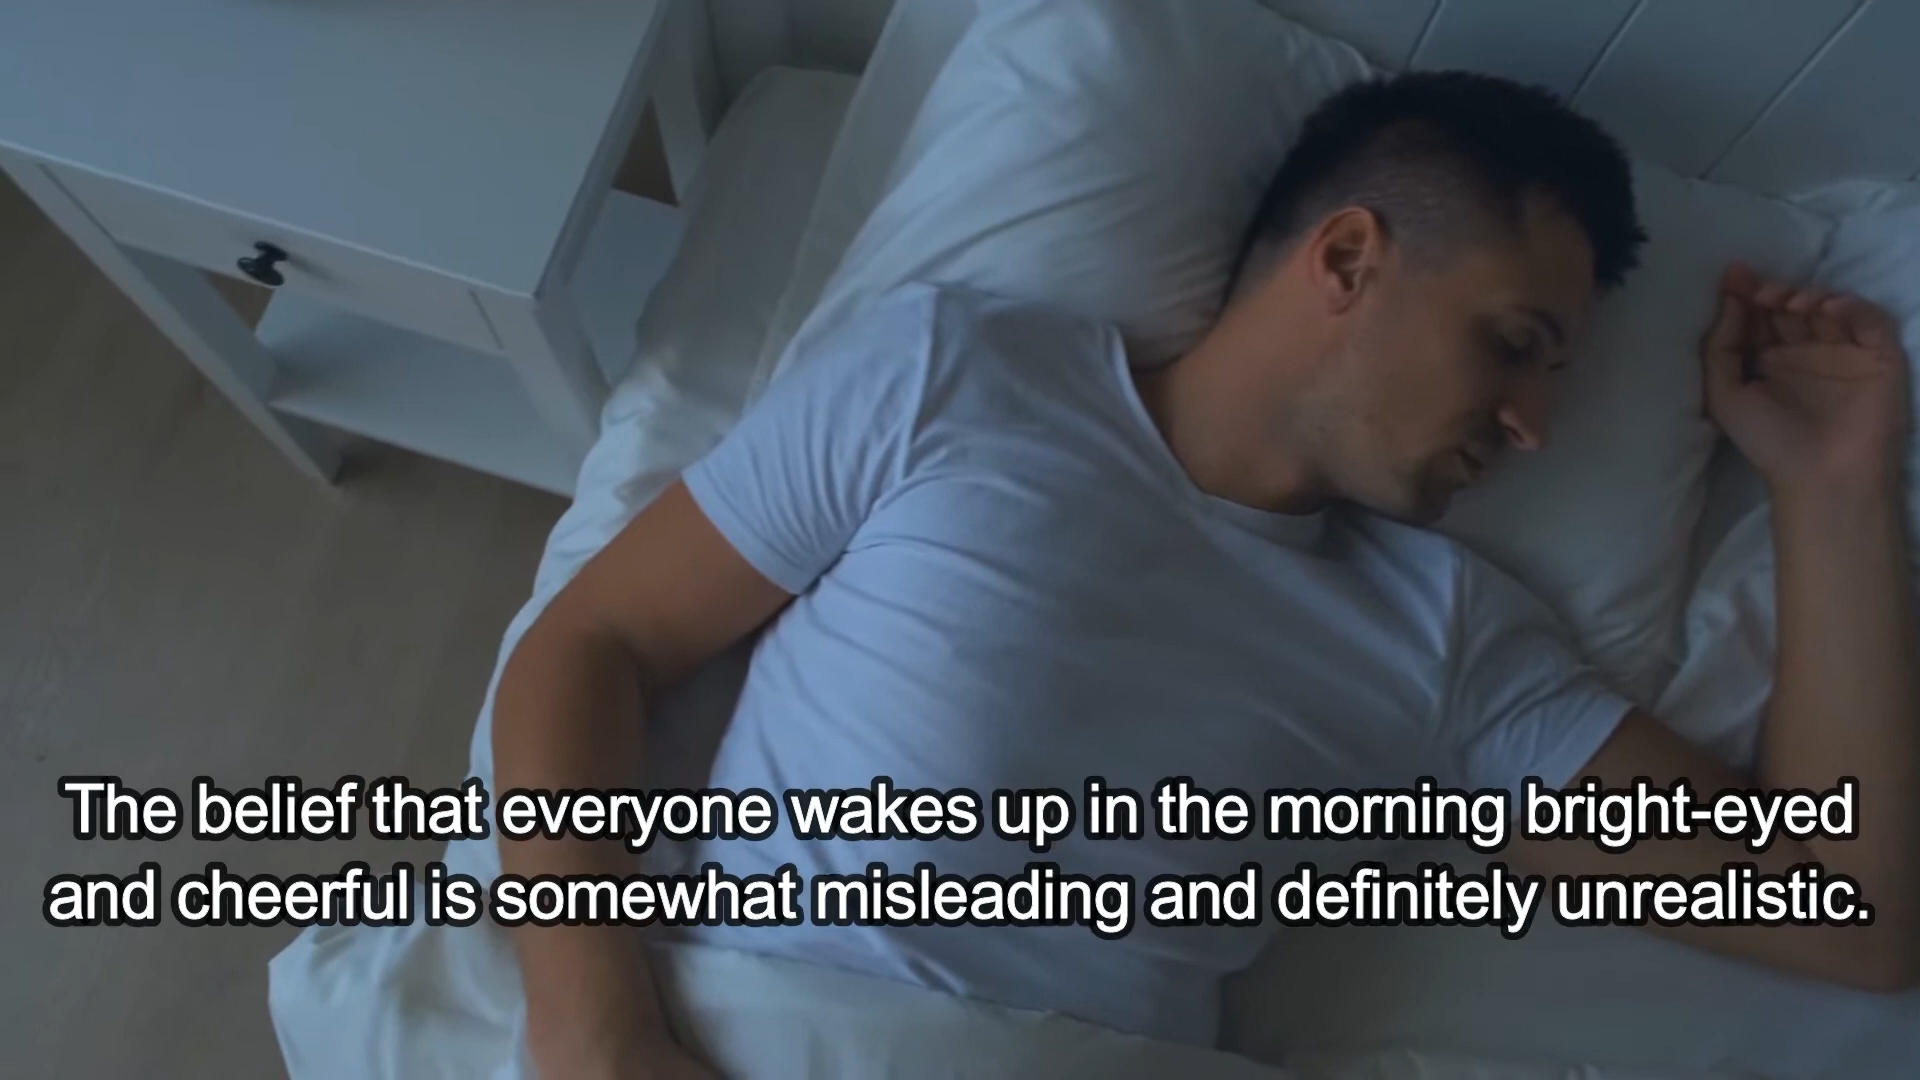 The belief that everyone wakes up in the morning bright-eyed
and cheerful is somewhat misleading and definitely unrealistic.